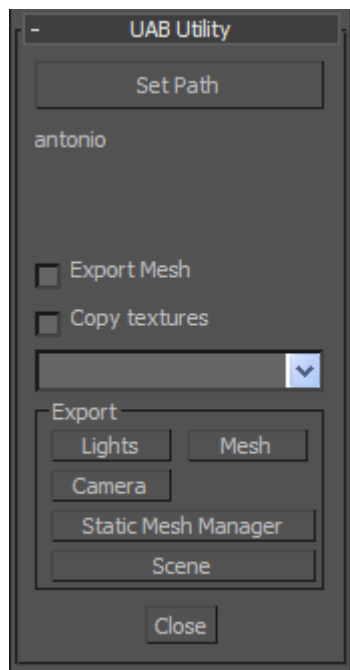 - UAB Utility
Set Path
antonio
Export Mesh
Copy textures
Export
Lights Mesh
Camera
Static Mesh Manager
Scene
Close